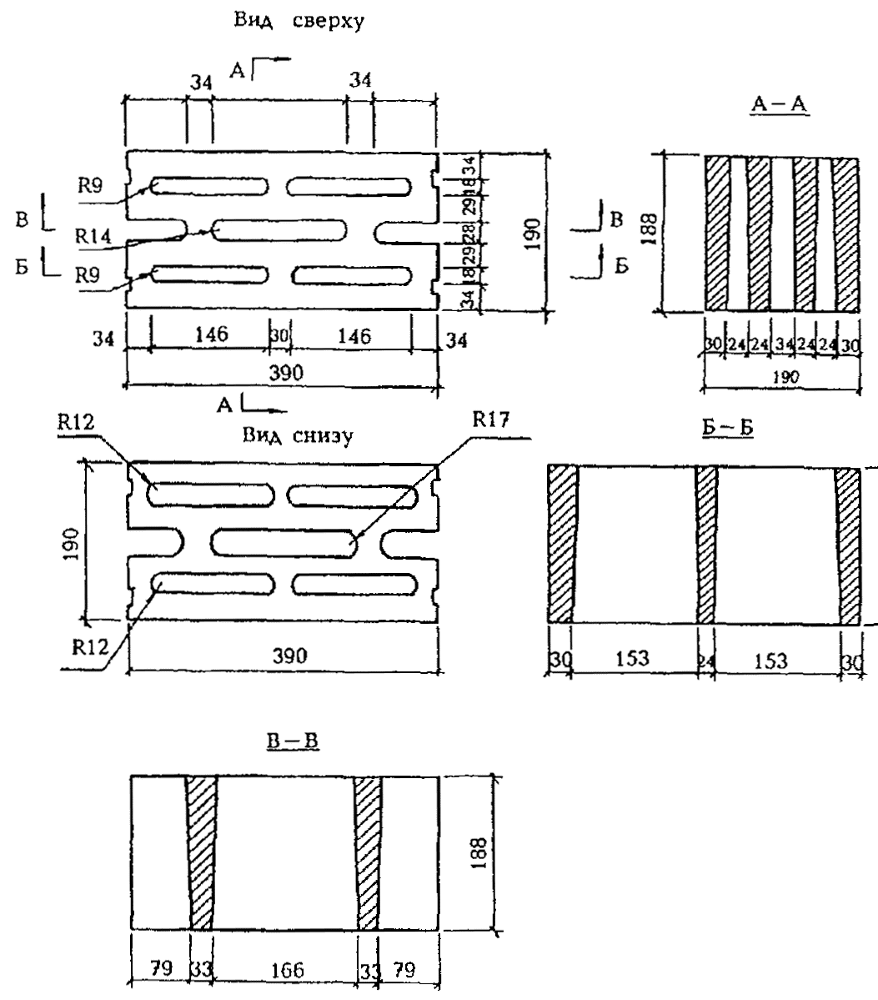 Вид сверху
А
34
34
А – А
R9
R14
R9
В
Б
34
18
29
28
29
18
34
190
В
Б
188
34
146
30
146
34
390
30
24
24
34
24
24
30
190
А
R12
Вид снизу
R17
Б – Б
190
R12
390
30
153
24
153
30
В – В
188
79
33
166
33
79